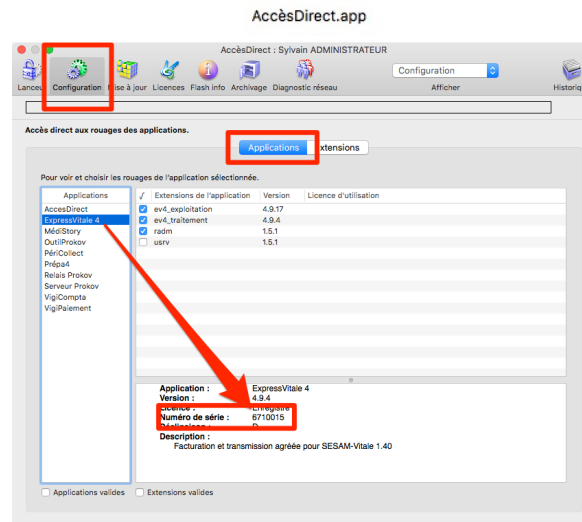 AccèsDirect.app
AccèsDirect : Sylvain ADMINISTRATEUR
Configuration
Lanceu Configuration Mise à jour Licences Flash info Archivage Diagnostic réseau Afficher Historiq
Accès direct aux rouages des applications.
Applications Extensions
Pour voir et choisir les rouages de l'application sélectionnée.
Applications ✓ Extensions de l'application Version Licence d'utilisation
AccesDirect ev4_exploitation 4.9.17
ExpressVitale 4 ev4_traitement 4.9.4
MédiStory radm 1.5.1
OutilProkov usrv 1.5.1
PériCollect
Prépa4
Relais Prokov
Serveur Prokov
VigiCompta
VigiPaiement
Application : ExpressVitale 4
Version : 4.9.4
Licence : Enregistré
Numéro de série : 6710015
Déclinaison : D
Description :
Facturation et transmission agréée pour SESAM-Vitale 1.40
Applications valides Extensions valides